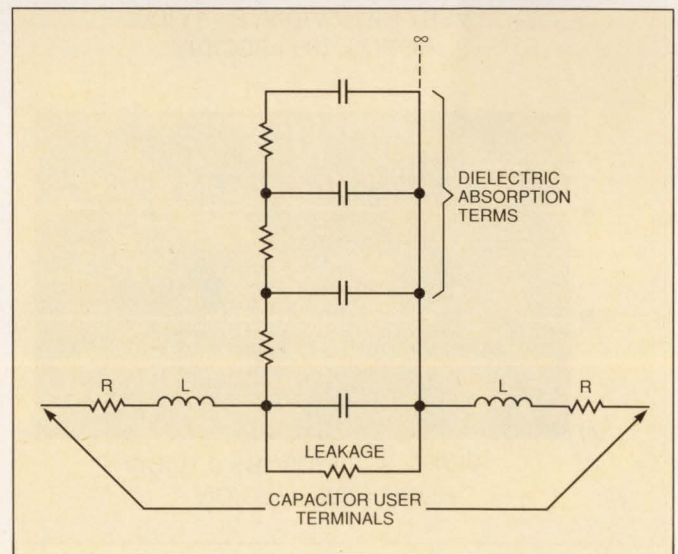 ∞
DIELECTRIC
ABSORPTION
TERMS
R
L
L
R
LEAKAGE
CAPACITOR USER
TERMINALS